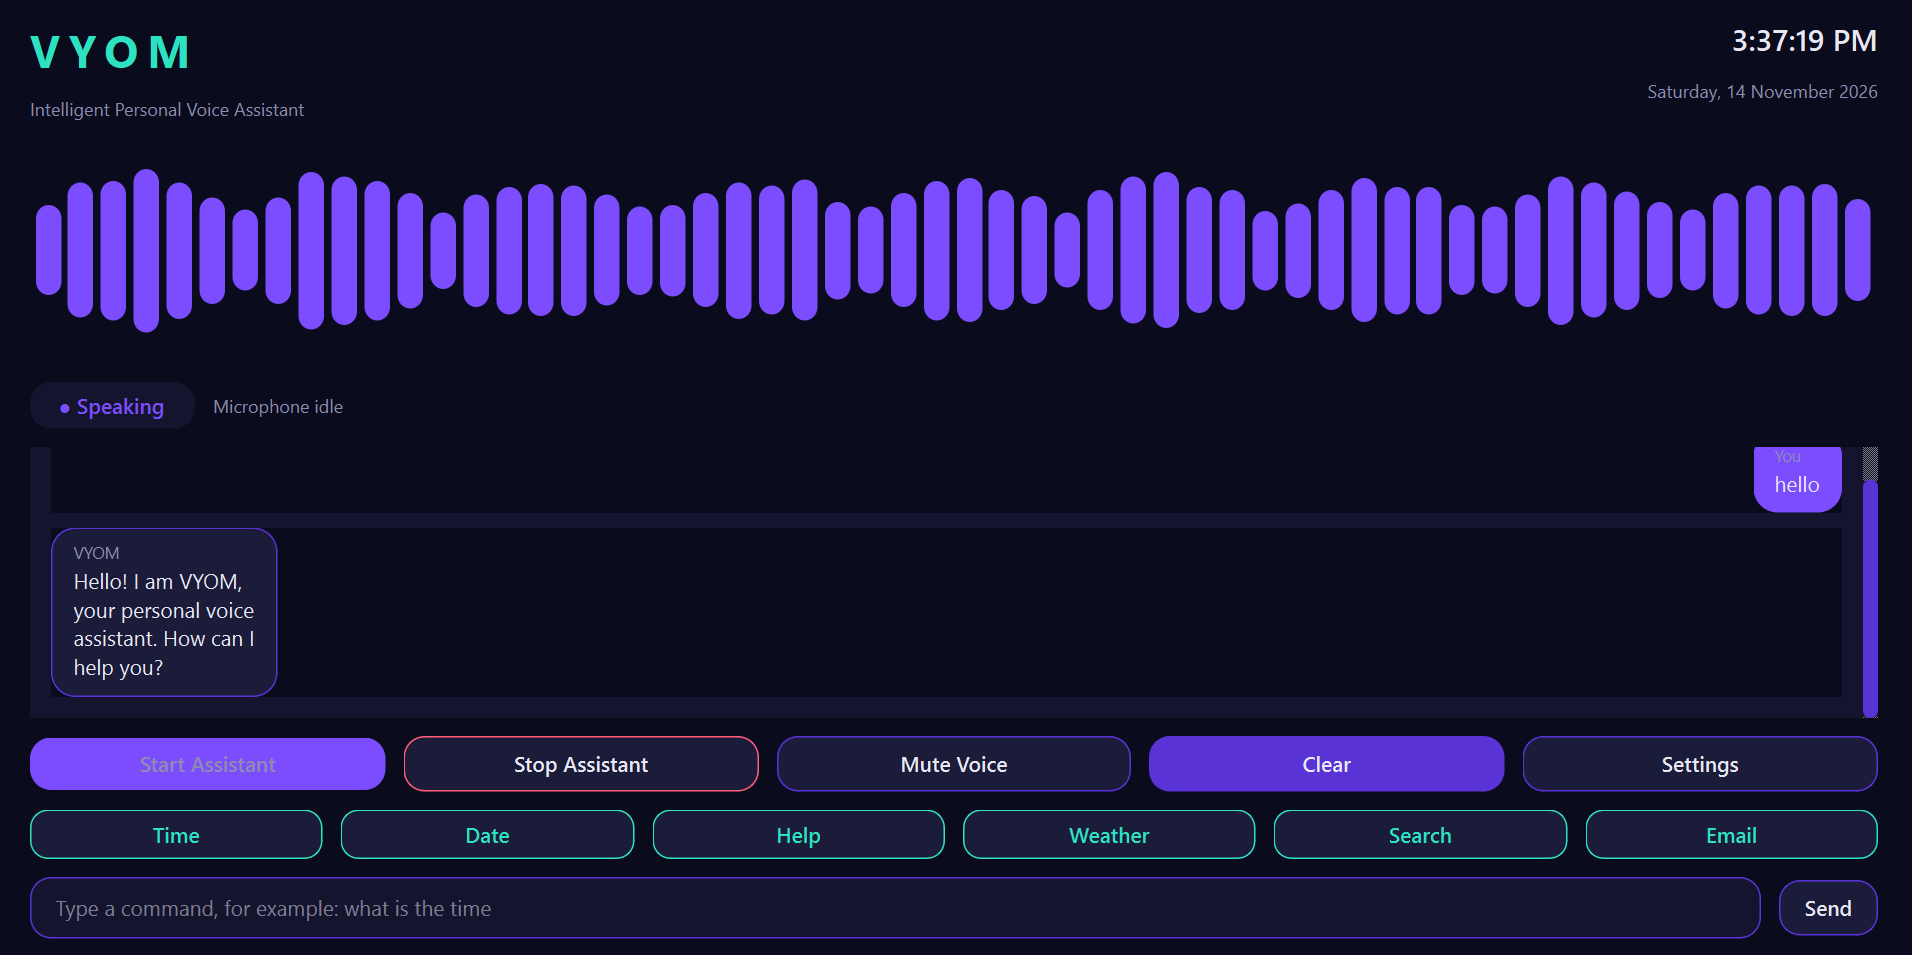 VYOM
3:37:19 PM
Saturday, 14 November 2026
Intelligent Personal Voice Assistant
● Speaking
Microphone idle
You
hello
VYOM
Hello! I am VYOM,
your personal voice
assistant. How can I
help you?
Start Assistant
Stop Assistant
Mute Voice
Clear
Settings
Time
Date
Help
Weather
Search
Email
Type a command, for example: what is the time
Send